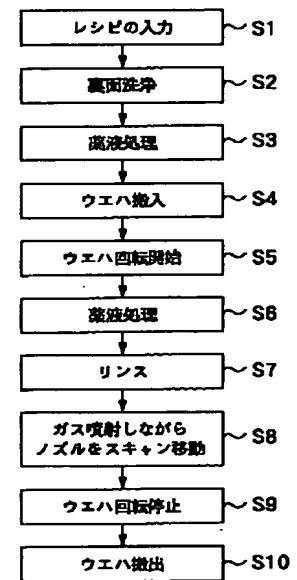 レシピの入力 ～S1
裏面洗浄 ～S2
薬液処理 ～S3
ウエハ搬入 ～S4
ウエハ回転開始 ～S5
薬液処理 ～S6
リンス ～S7
ガス噴射しながら
ノズルをスキャン移動 ～S8
ウエハ回転停止 ～S9
ウエハ搬出 ～S10